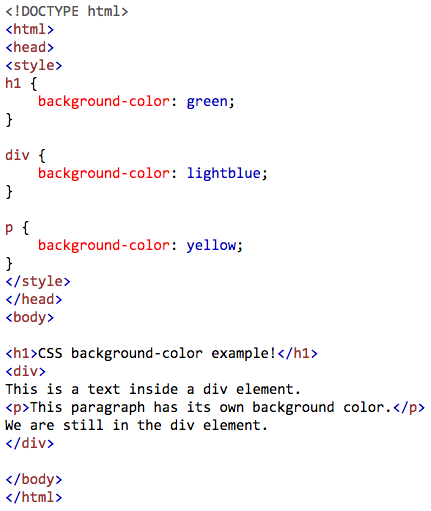 <!DOCTYPE html>
<html>
<head>
<style>
h1 {
    background-color: green;
}

div {
    background-color: lightblue;
}

p {
    background-color: yellow;
}
</style>
</head>
<body>

<h1>CSS background-color example!</h1>
<div>
This is a text inside a div element.
<p>This paragraph has its own background color.</p>
We are still in the div element.
</div>

</body>
</html>